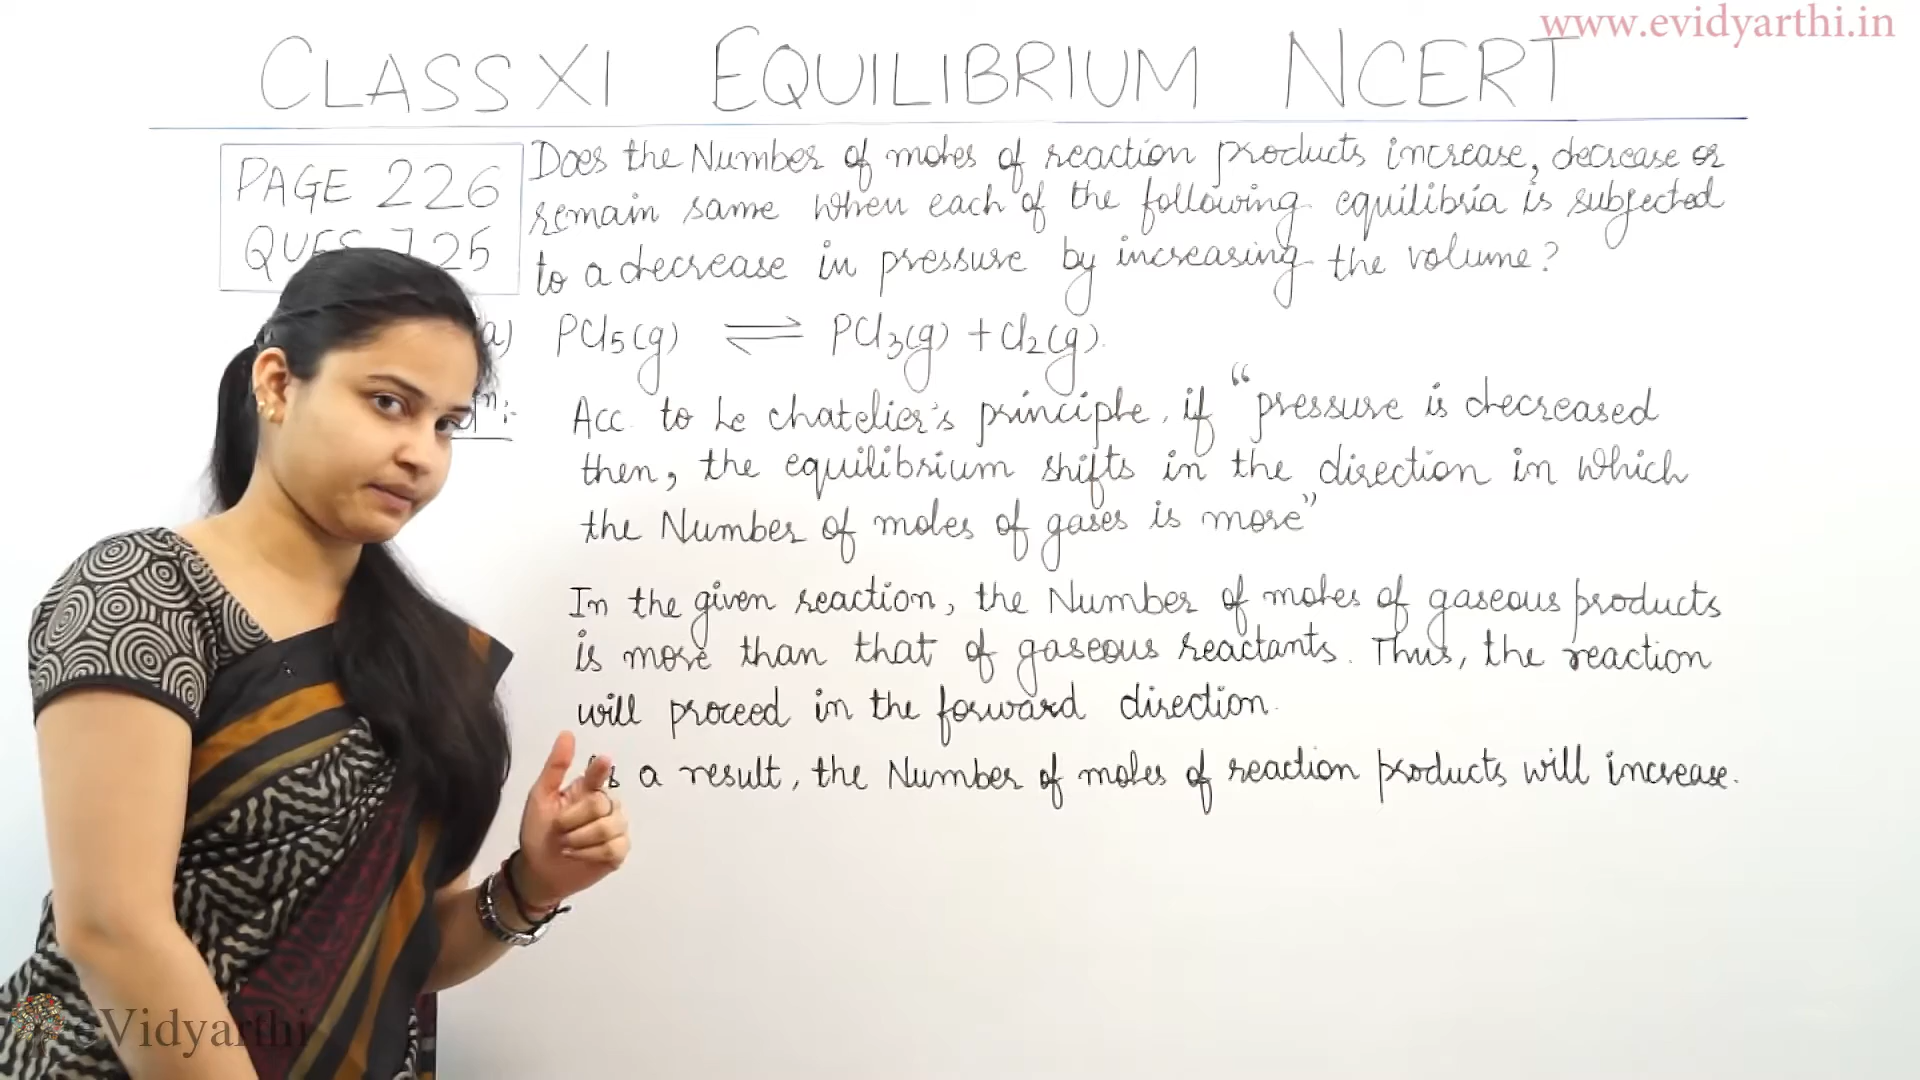 www.evidyarthi.in
CLASS XI EQUILIBRIUM NCERT
PAGE 226
QUES 7.25
Does the Number of moles of reaction products increase, decrease or
remain same when each of the following equilibria is subjected
to a decrease in pressure by increasing the volume?
a) PCl5(g) ⇌ PCl3(g) + Cl2(g).
Acc. to Le chatelier's principle, if "pressure is decreased
then, the equilibrium shifts in the direction in which
the Number of moles of gases is more"
In the given reaction, the Number of moles of gaseous products
is more than that of gaseous reactants. Thus, the reaction
will proceed in the forward direction.
a result, the Number of moles of reaction products will increase.
eVidyarthi